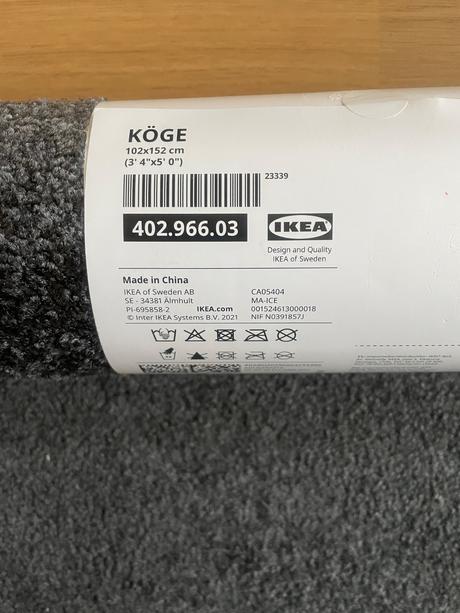 KÖGE
102x152 cm
(3' 4"x5' 0")
23339
402.966.03
IKEA
Design and Quality
IKEA of Sweden
Made in China
IKEA of Sweden AB
SE - 34381 Älmhult
PI-695858-2 IKEA.com
© Inter IKEA Systems B.V. 2021
CA05404
MA-ICE
001524613000018
NIF N0391857J